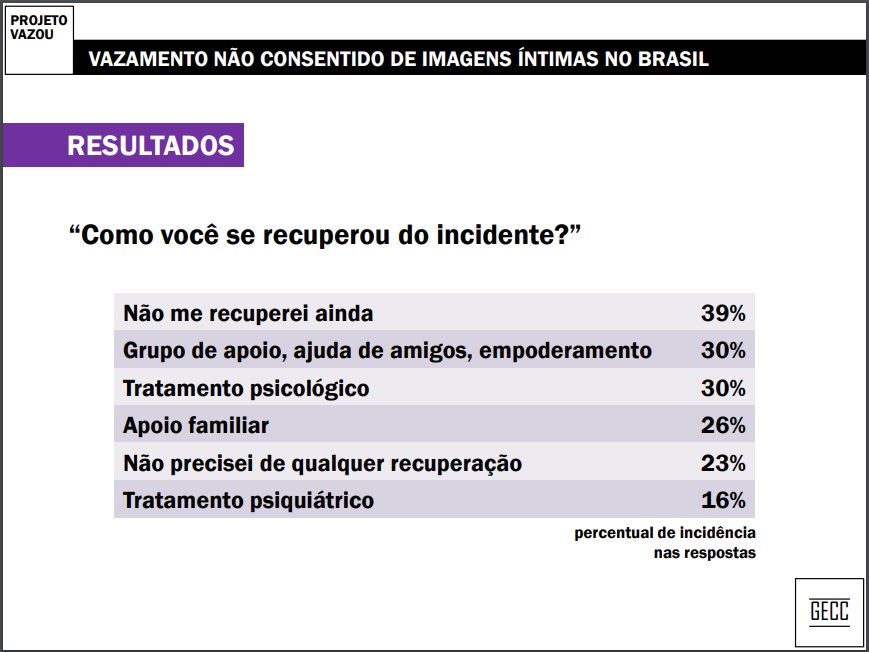 PROJETO
VAZOU
VAZAMENTO NÃO CONSENTIDO DE IMAGENS ÍNTIMAS NO BRASIL
RESULTADOS
“Como você se recuperou do incidente?”
Não me recuperei ainda 39%
Grupo de apoio, ajuda de amigos, empoderamento 30%
Tratamento psicológico 30%
Apoio familiar 26%
Não precisei de qualquer recuperação 23%
Tratamento psiquiátrico 16%
percentual de incidência
nas respostas
GECC